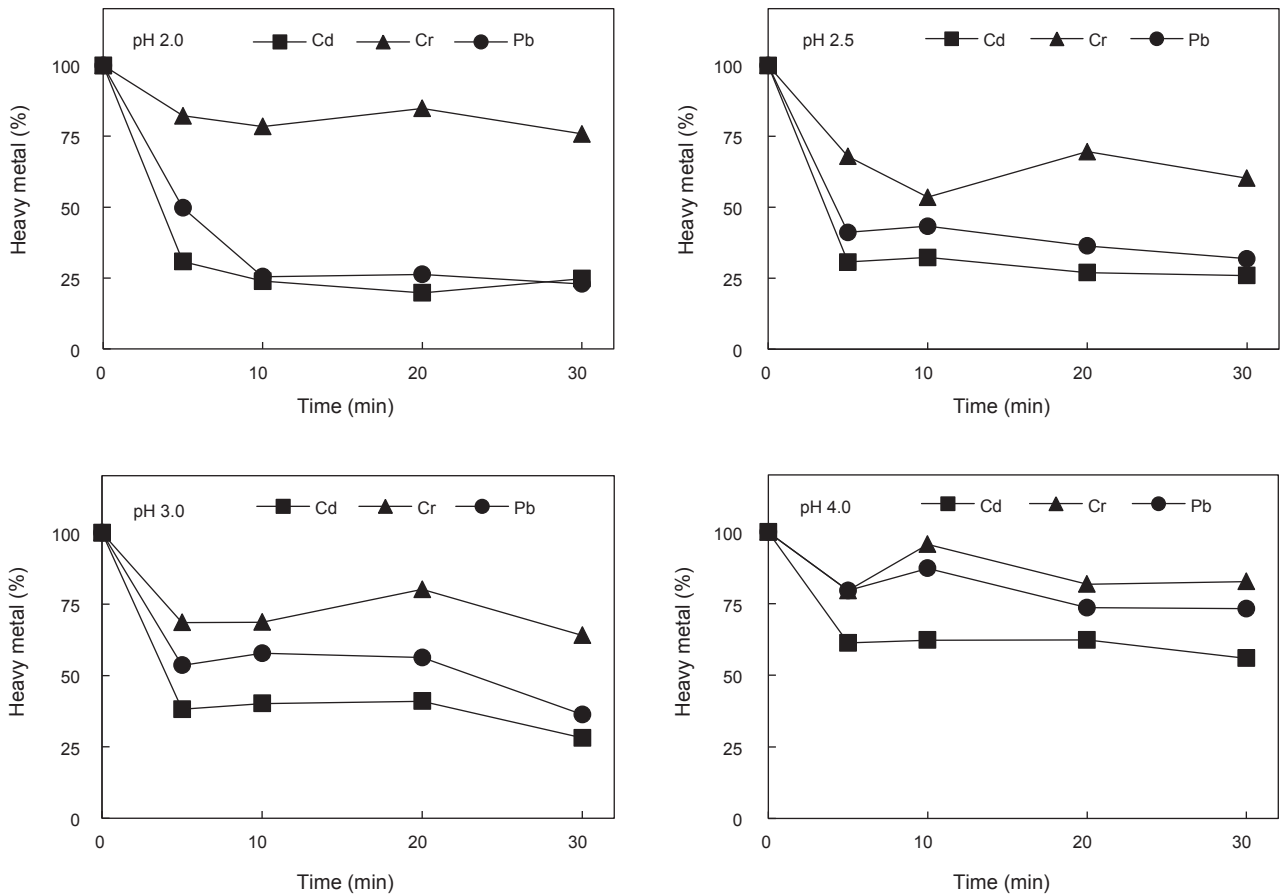 pH 2.0 Cd Cr Pb
100
75
50
25
0
0 10 20 30
Heavy metal (%)
Time (min)
pH 2.5 Cd Cr Pb
100
75
50
25
0
0 10 20 30
Heavy metal (%)
Time (min)
pH 3.0 Cd Cr Pb
100
75
50
25
0
0 10 20 30
Heavy metal (%)
Time (min)
pH 4.0 Cd Cr Pb
100
75
50
25
0
0 10 20 30
Heavy metal (%)
Time (min)